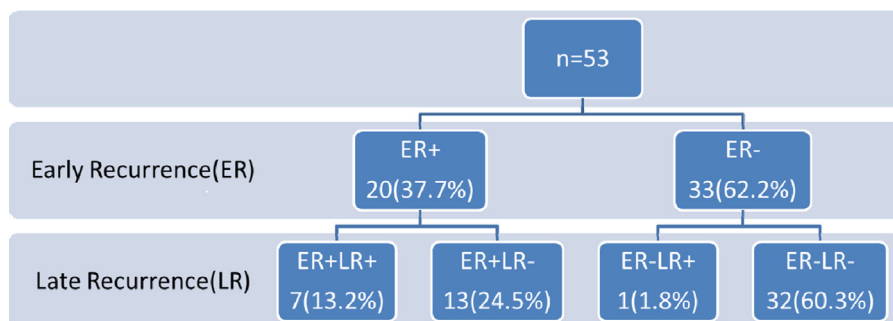 n=53
Early Recurrence(ER)
ER+
20(37.7%)
ER-
33(62.2%)
Late Recurrence(LR)
ER+LR+
7(13.2%)
ER+LR-
13(24.5%)
ER-LR+
1(1.8%)
ER-LR-
32(60.3%)